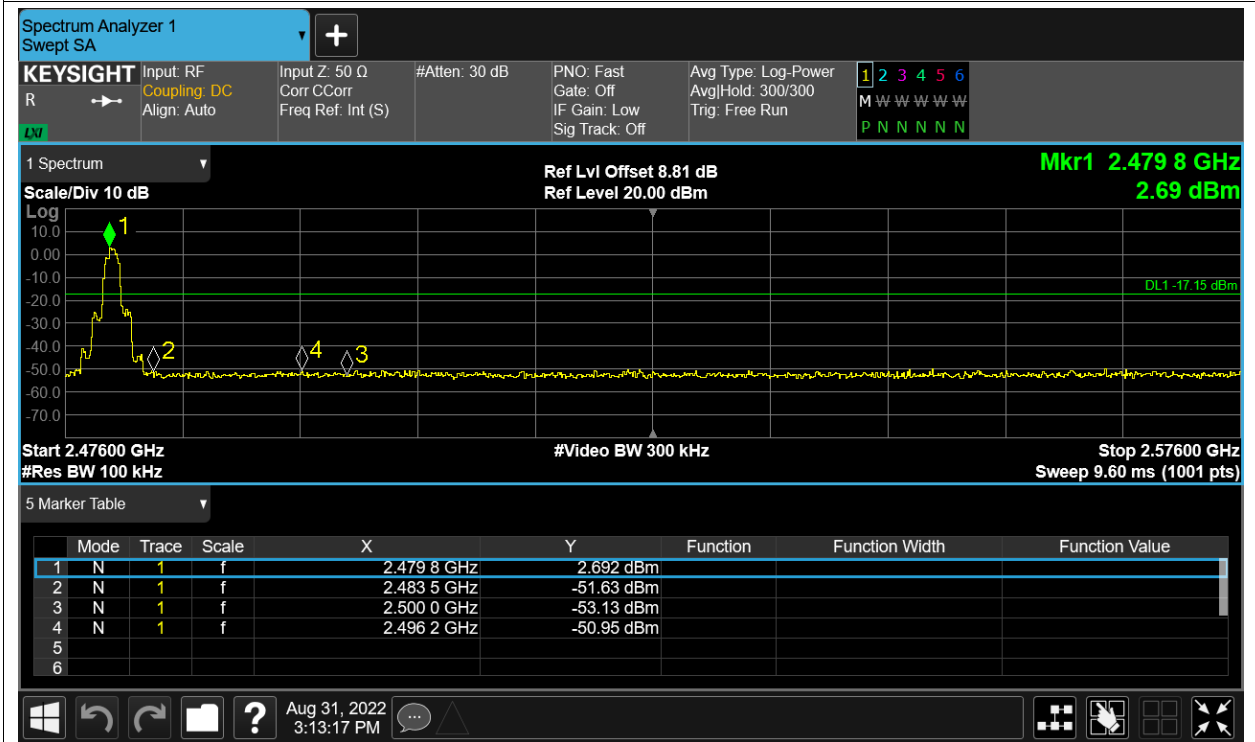 Spectrum Analyzer 1
Swept SA
+
KEYSIGHT
R
LXI
Input: RF
Coupling: DC
Align: Auto
Input Z: 50 Ω
Corr CCorr
Freq Ref: Int (S)
#Atten: 30 dB
PNO: Fast
Gate: Off
IF Gain: Low
Sig Track: Off
Avg Type: Log-Power
Avg|Hold: 300/300
Trig: Free Run
1 2 3 4 5 6
M W W W W W
P N N N N N
1 Spectrum
Scale/Div 10 dB
Ref Lvl Offset 8.81 dB
Ref Level 20.00 dBm
Mkr1 2.479 8 GHz
2.69 dBm
Log
10.0
0.00
-10.0
-20.0
-30.0
-40.0
-50.0
-60.0
-70.0
1
2
4
3
DL1 -17.15 dBm
Start 2.47600 GHz
#Res BW 100 kHz
#Video BW 300 kHz
Stop 2.57600 GHz
Sweep 9.60 ms (1001 pts)
5 Marker Table
Mode Trace Scale X Y Function Function Width Function Value
1 N 1 f 2.479 8 GHz 2.692 dBm
2 N 1 f 2.483 5 GHz -51.63 dBm
3 N 1 f 2.500 0 GHz -53.13 dBm
4 N 1 f 2.496 2 GHz -50.95 dBm
5
6
?
Aug 31, 2022
3:13:17 PM